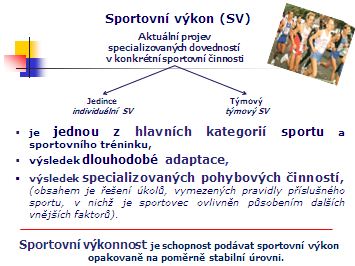 Sportovní výkon (SV)
Aktuální projev
specializovaných dovedností
v konkrétní sportovní činnosti
Jedince
individuální SV
Týmový
týmový SV
▪ je jednou z hlavních kategorií sportu a
sportovního tréninku,
▪ výsledek dlouhodobé adaptace,
▪ výsledek specializovaných pohybových činností,
(obsahem je řešení úkolů, vymezených pravidly příslušného
sportu, v nichž je sportovec ovlivněn působením dalších
vnějších faktorů).
Sportovní výkonnost je schopnost podávat sportovní výkon
opakovaně na poměrně stabilní úrovni.